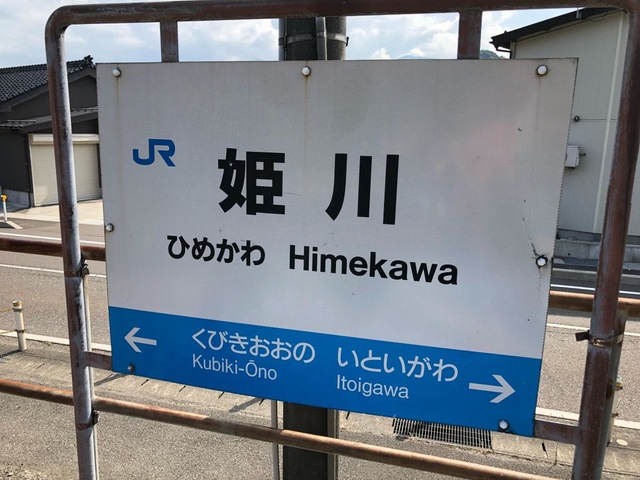 JR
姫川
ひめかわ Himekawa
← くびきおおの いといがわ →
Kubiki-Ōno Itoigawa